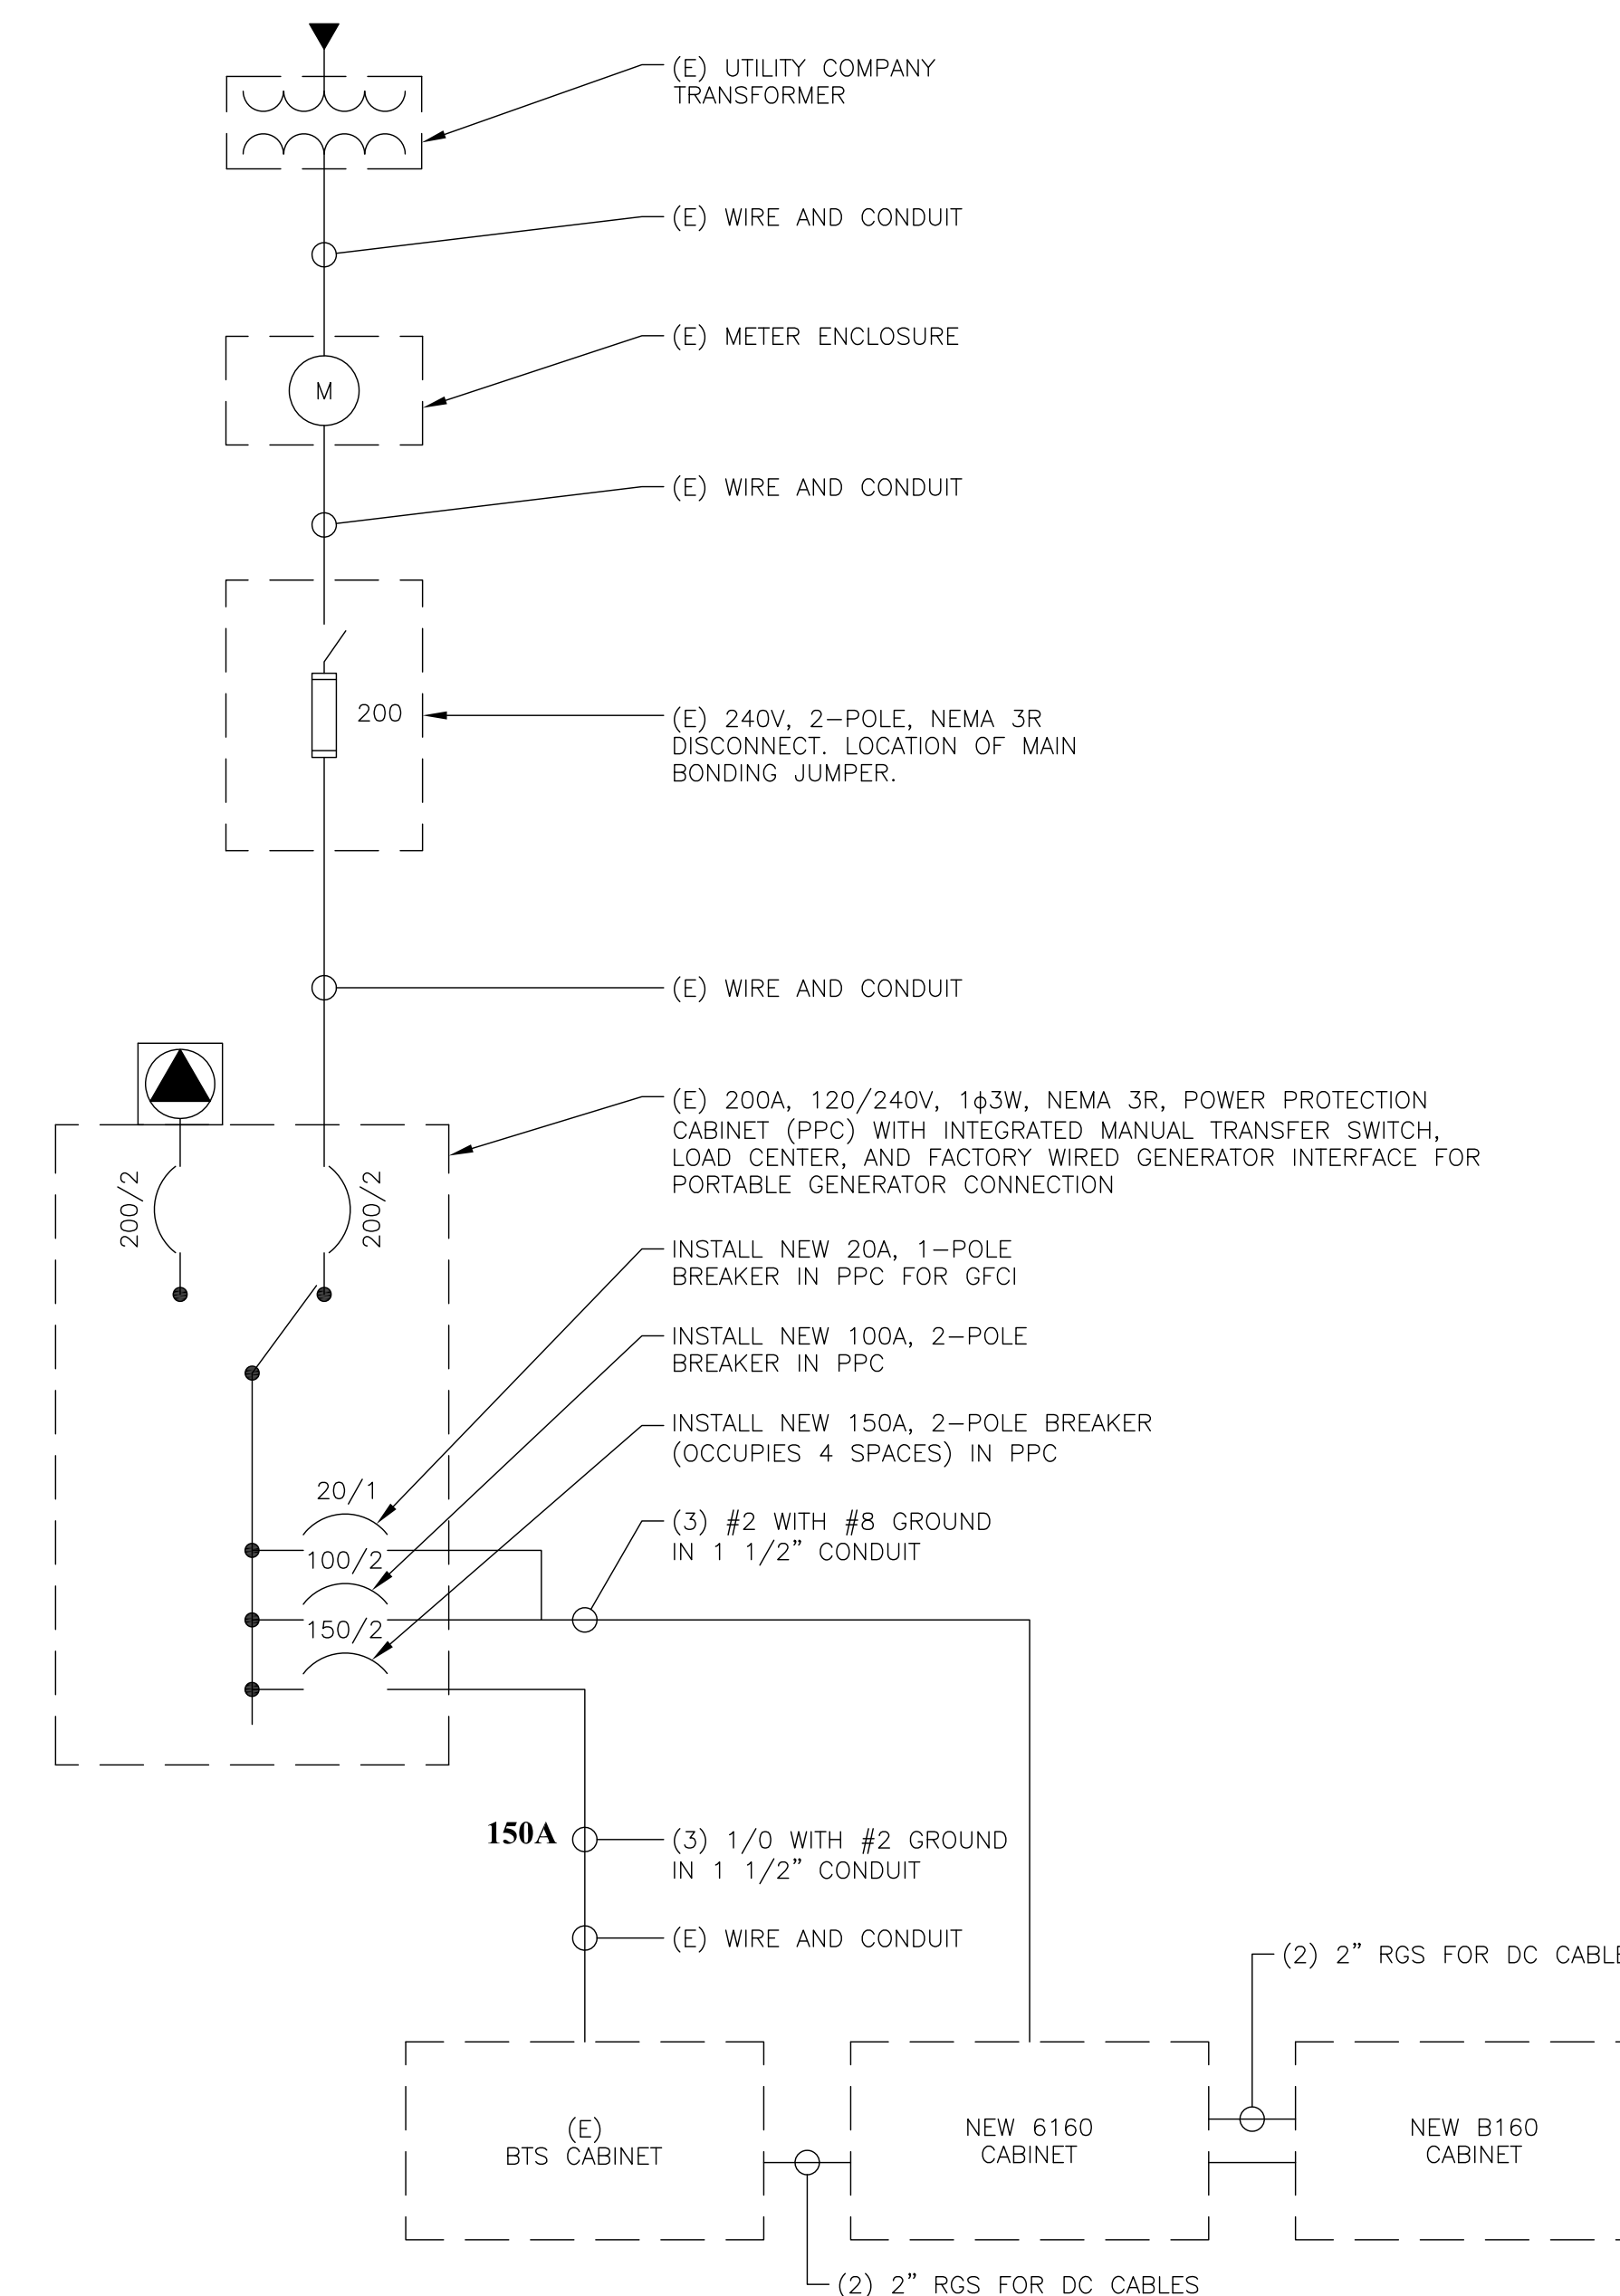 (E) UTILITY COMPANY
TRANSFORMER
(E) WIRE AND CONDUIT
(E) METER ENCLOSURE
M
(E) WIRE AND CONDUIT
200
(E) 240V, 2-POLE, NEMA 3R
DISCONNECT. LOCATION OF MAIN
BONDING JUMPER.
(E) WIRE AND CONDUIT
(E) 200A, 120/240V, 1ϕ3W, NEMA 3R, POWER PROTECTION
CABINET (PPC) WITH INTEGRATED MANUAL TRANSFER SWITCH,
LOAD CENTER, AND FACTORY WIRED GENERATOR INTERFACE FOR
PORTABLE GENERATOR CONNECTION
200/2
200/2
INSTALL NEW 20A, 1-POLE
BREAKER IN PPC FOR GFCI
INSTALL NEW 100A, 2-POLE
BREAKER IN PPC
INSTALL NEW 150A, 2-POLE BREAKER
(OCCUPIES 4 SPACES) IN PPC
20/1
100/2
150/2
(3) #2 WITH #8 GROUND
IN 1 1/2" CONDUIT
150A
(3) 1/0 WITH #2 GROUND
IN 1 1/2" CONDUIT
(E) WIRE AND CONDUIT
(2) 2" RGS FOR DC
(E)
BTS CABINET
NEW 6160
CABINET
NEW B160
CABINET
(2) 2" RGS FOR DC CABLES